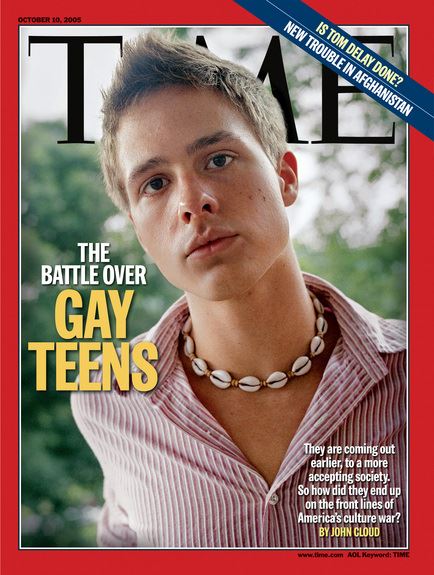 OCTOBER 10, 2005
TIME
IS TOM DELAY DONE?
NEW TROUBLE IN AFGHANISTAN
THE
BATTLE OVER
GAY
TEENS
They are coming out
earlier, to a more
accepting society.
So how did they end up
on the front lines of
America's culture war?
BY JOHN CLOUD
www.time.com AOL Keyword: TIME